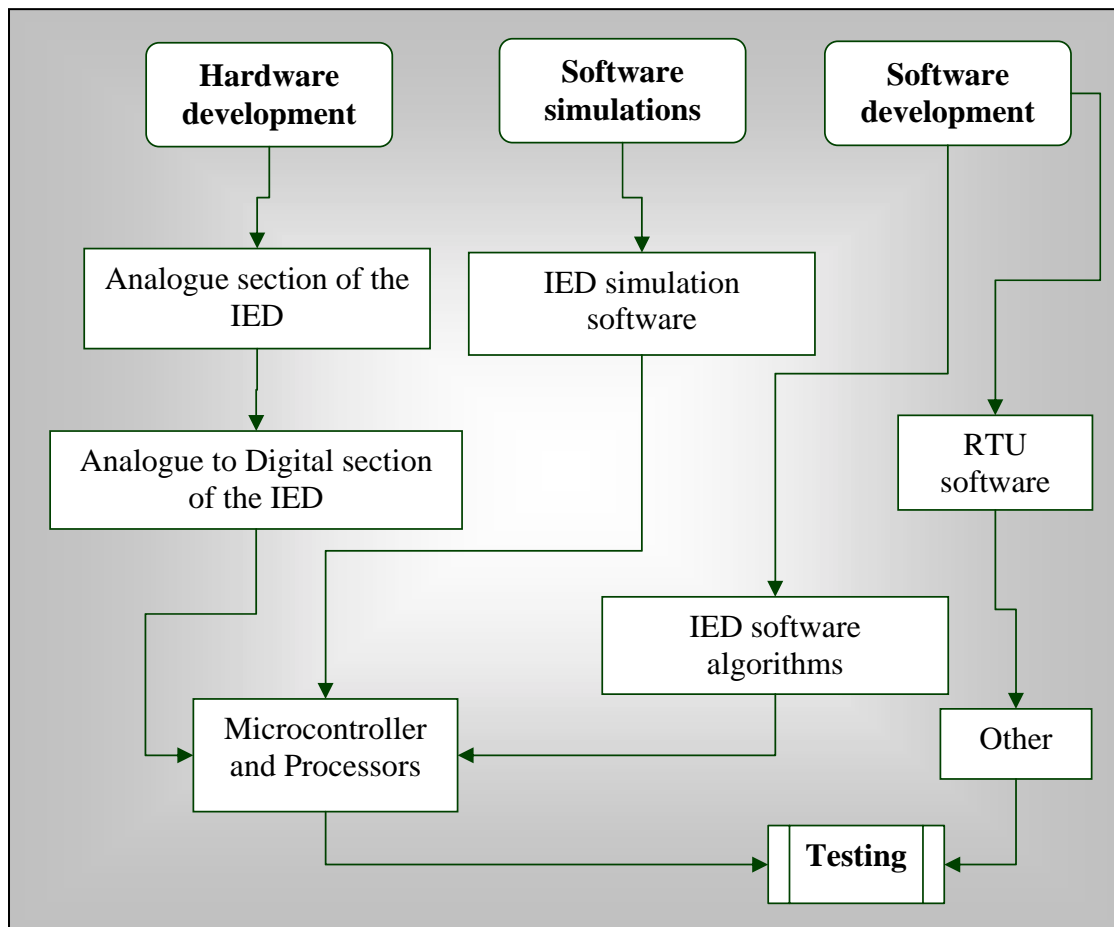 Hardware
development
Software
simulations
Software
development
Analogue section of the
IED
IED simulation
software
Analogue to Digital section
of the IED
RTU
software
IED software
algorithms
Microcontroller
and Processors
Other
Testing